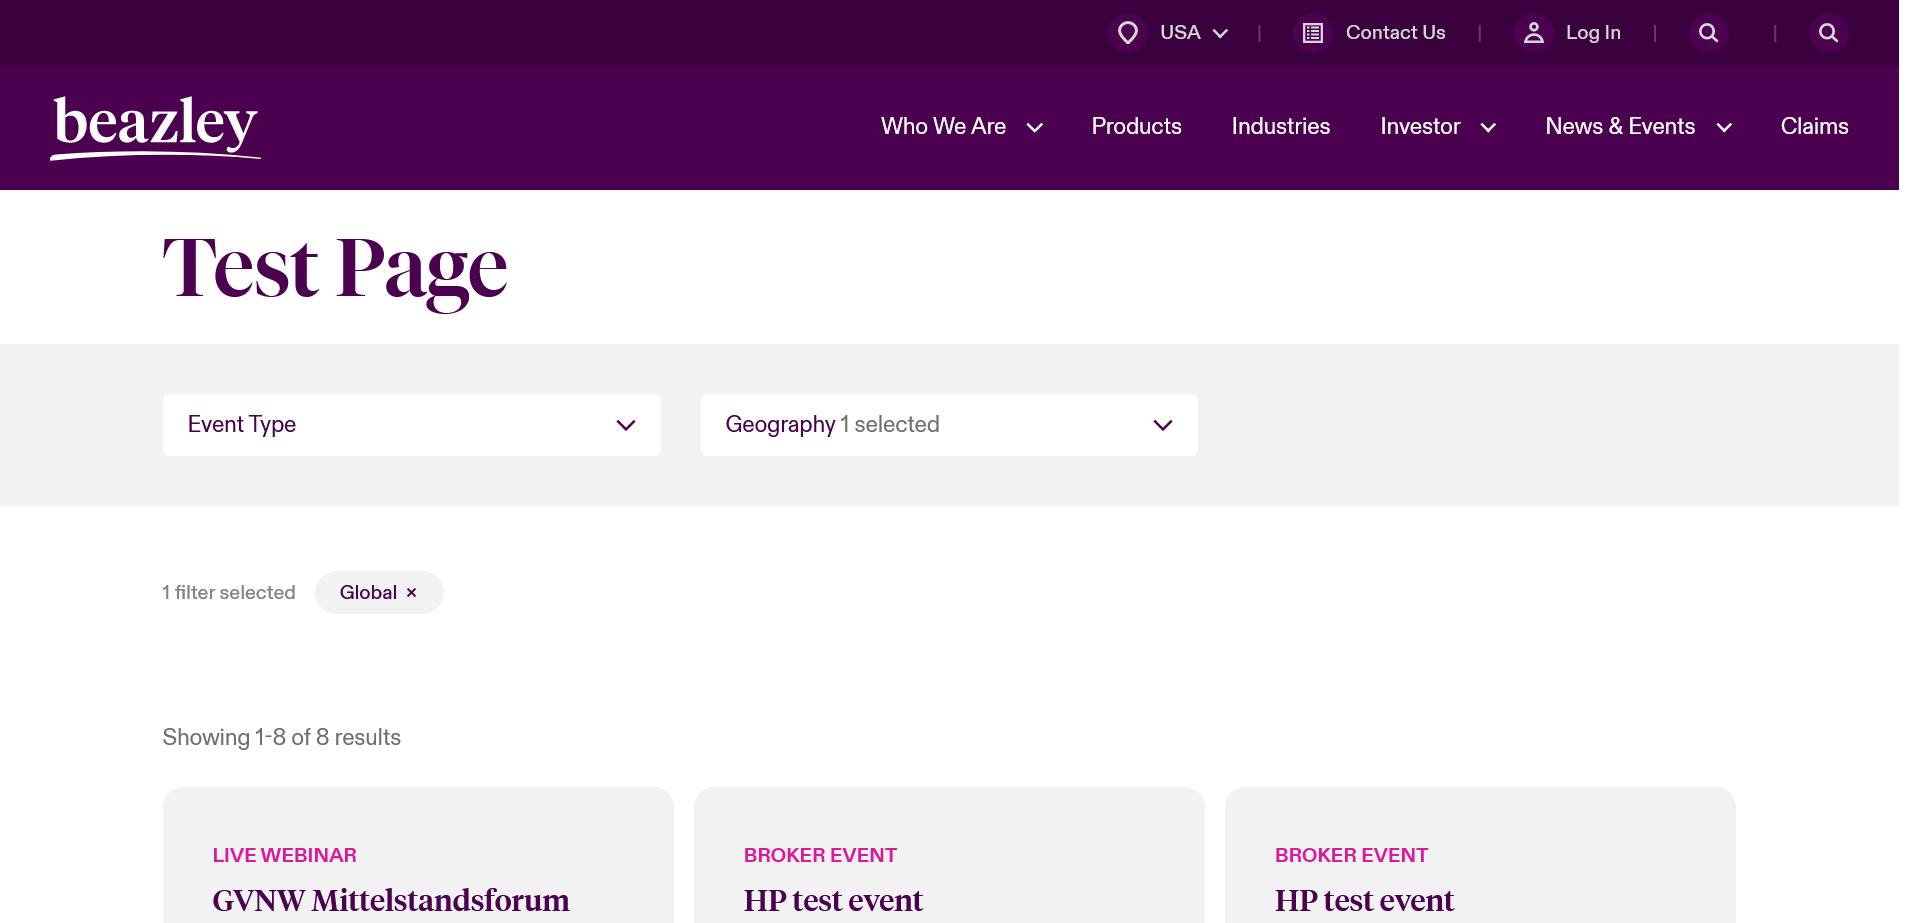 USA
Contact Us
Log In
beazley
Who We Are
Products
Industries
Investor
News & Events
Claims
Test Page
Event Type
Geography 1 selected
1 filter selected
Global ×
Showing 1-8 of 8 results
LIVE WEBINAR
GVNW Mittelstandsforum
BROKER EVENT
HP test event
BROKER EVENT
HP test event